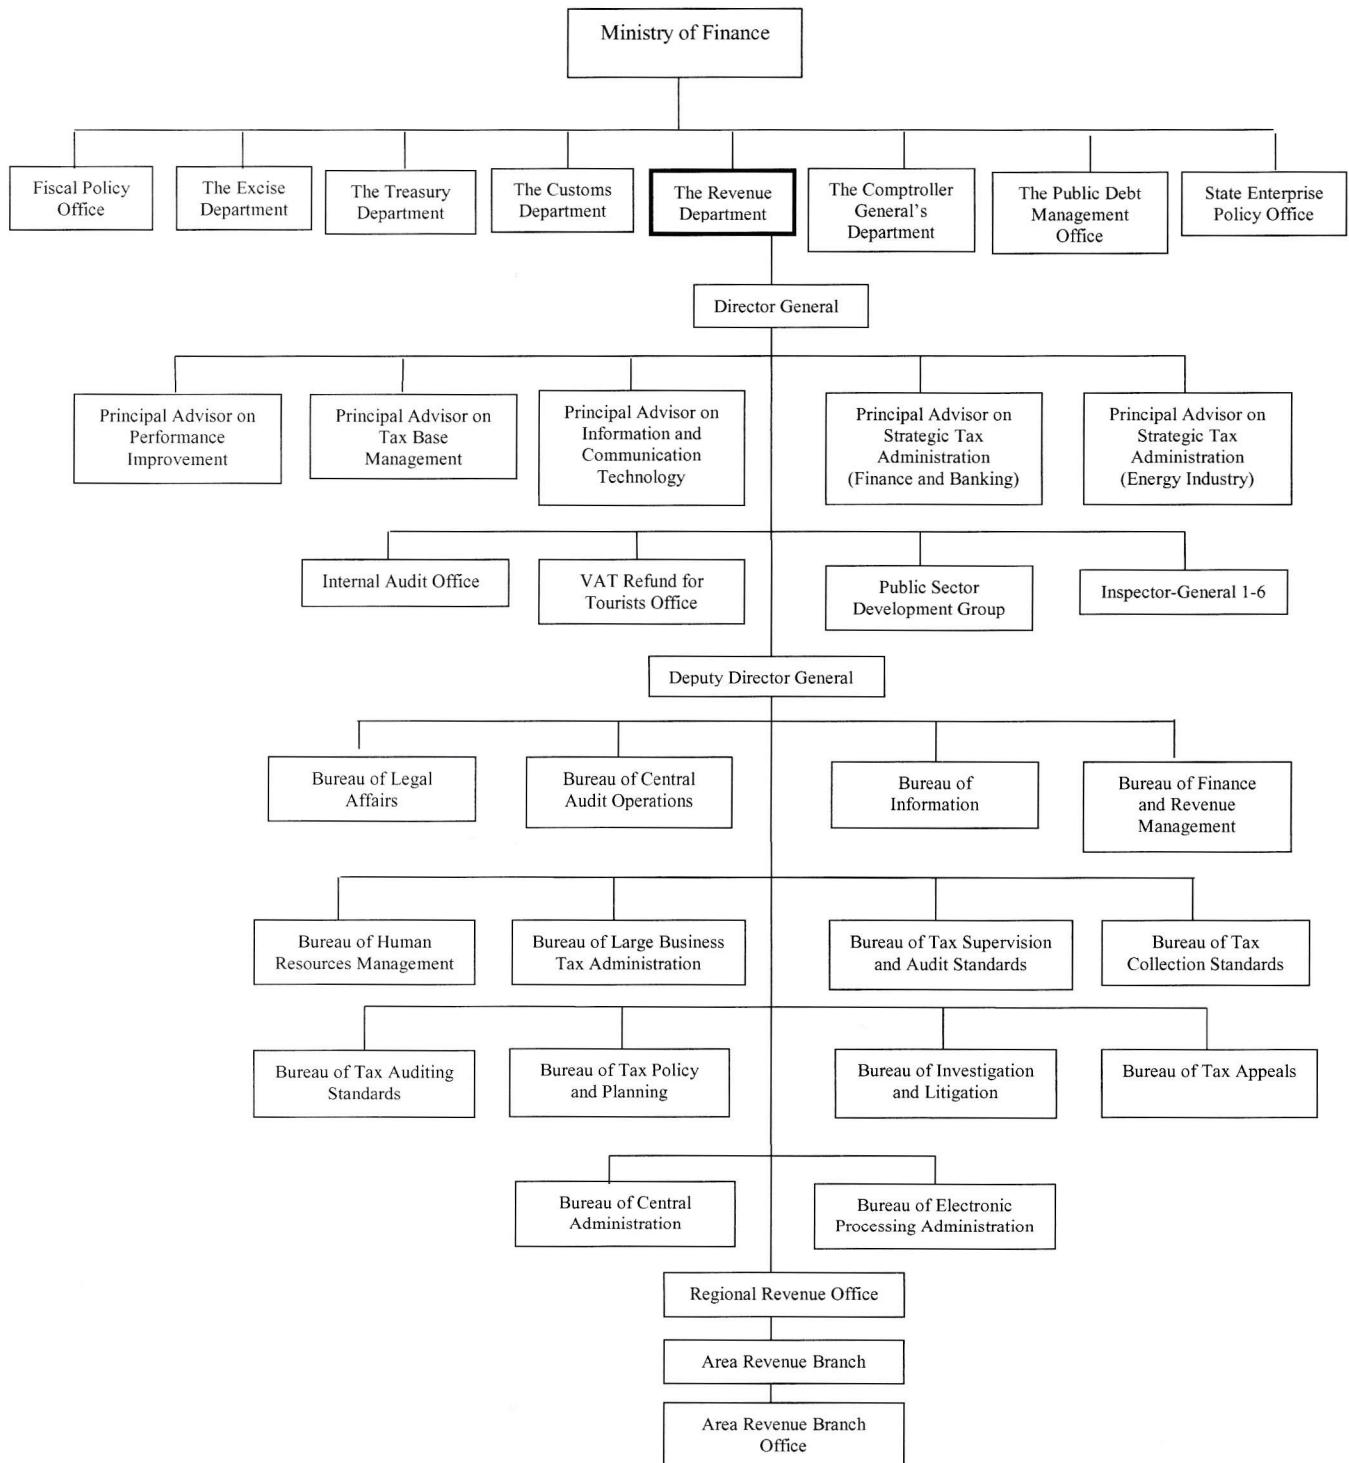 Ministry of Finance
Fiscal Policy
Office
The Excise
Department
The Treasury
Department
The Customs
Department
The Revenue
Department
The Comptroller
General's
Department
The Public Debt
Management
Office
State Enterprise
Policy Office
Director General
Principal Advisor on
Performance
Improvement
Principal Advisor on
Tax Base
Management
Principal Advisor on
Information and
Communication
Technology
Principal Advisor on
Strategic Tax
Administration
(Finance and Banking)
Principal Advisor on
Strategic Tax
Administration
(Energy Industry)
Internal Audit Office
VAT Refund for
Tourists Office
Public Sector
Development Group
Inspector-General 1-6
Deputy Director General
Bureau of Legal
Affairs
Bureau of Central
Audit Operations
Bureau of
Information
Bureau of Finance
and Revenue
Management
Bureau of Human
Resources Management
Bureau of Large Business
Tax Administration
Bureau of Tax Supervision
and Audit Standards
Bureau of Tax
Collection Standards
Bureau of Tax Auditing
Standards
Bureau of Tax Policy
and Planning
Bureau of Investigation
and Litigation
Bureau of Tax Appeals
Bureau of Central
Administration
Bureau of Electronic
Processing Administration
Regional Revenue Office
Area Revenue Branch
Area Revenue Branch
Office